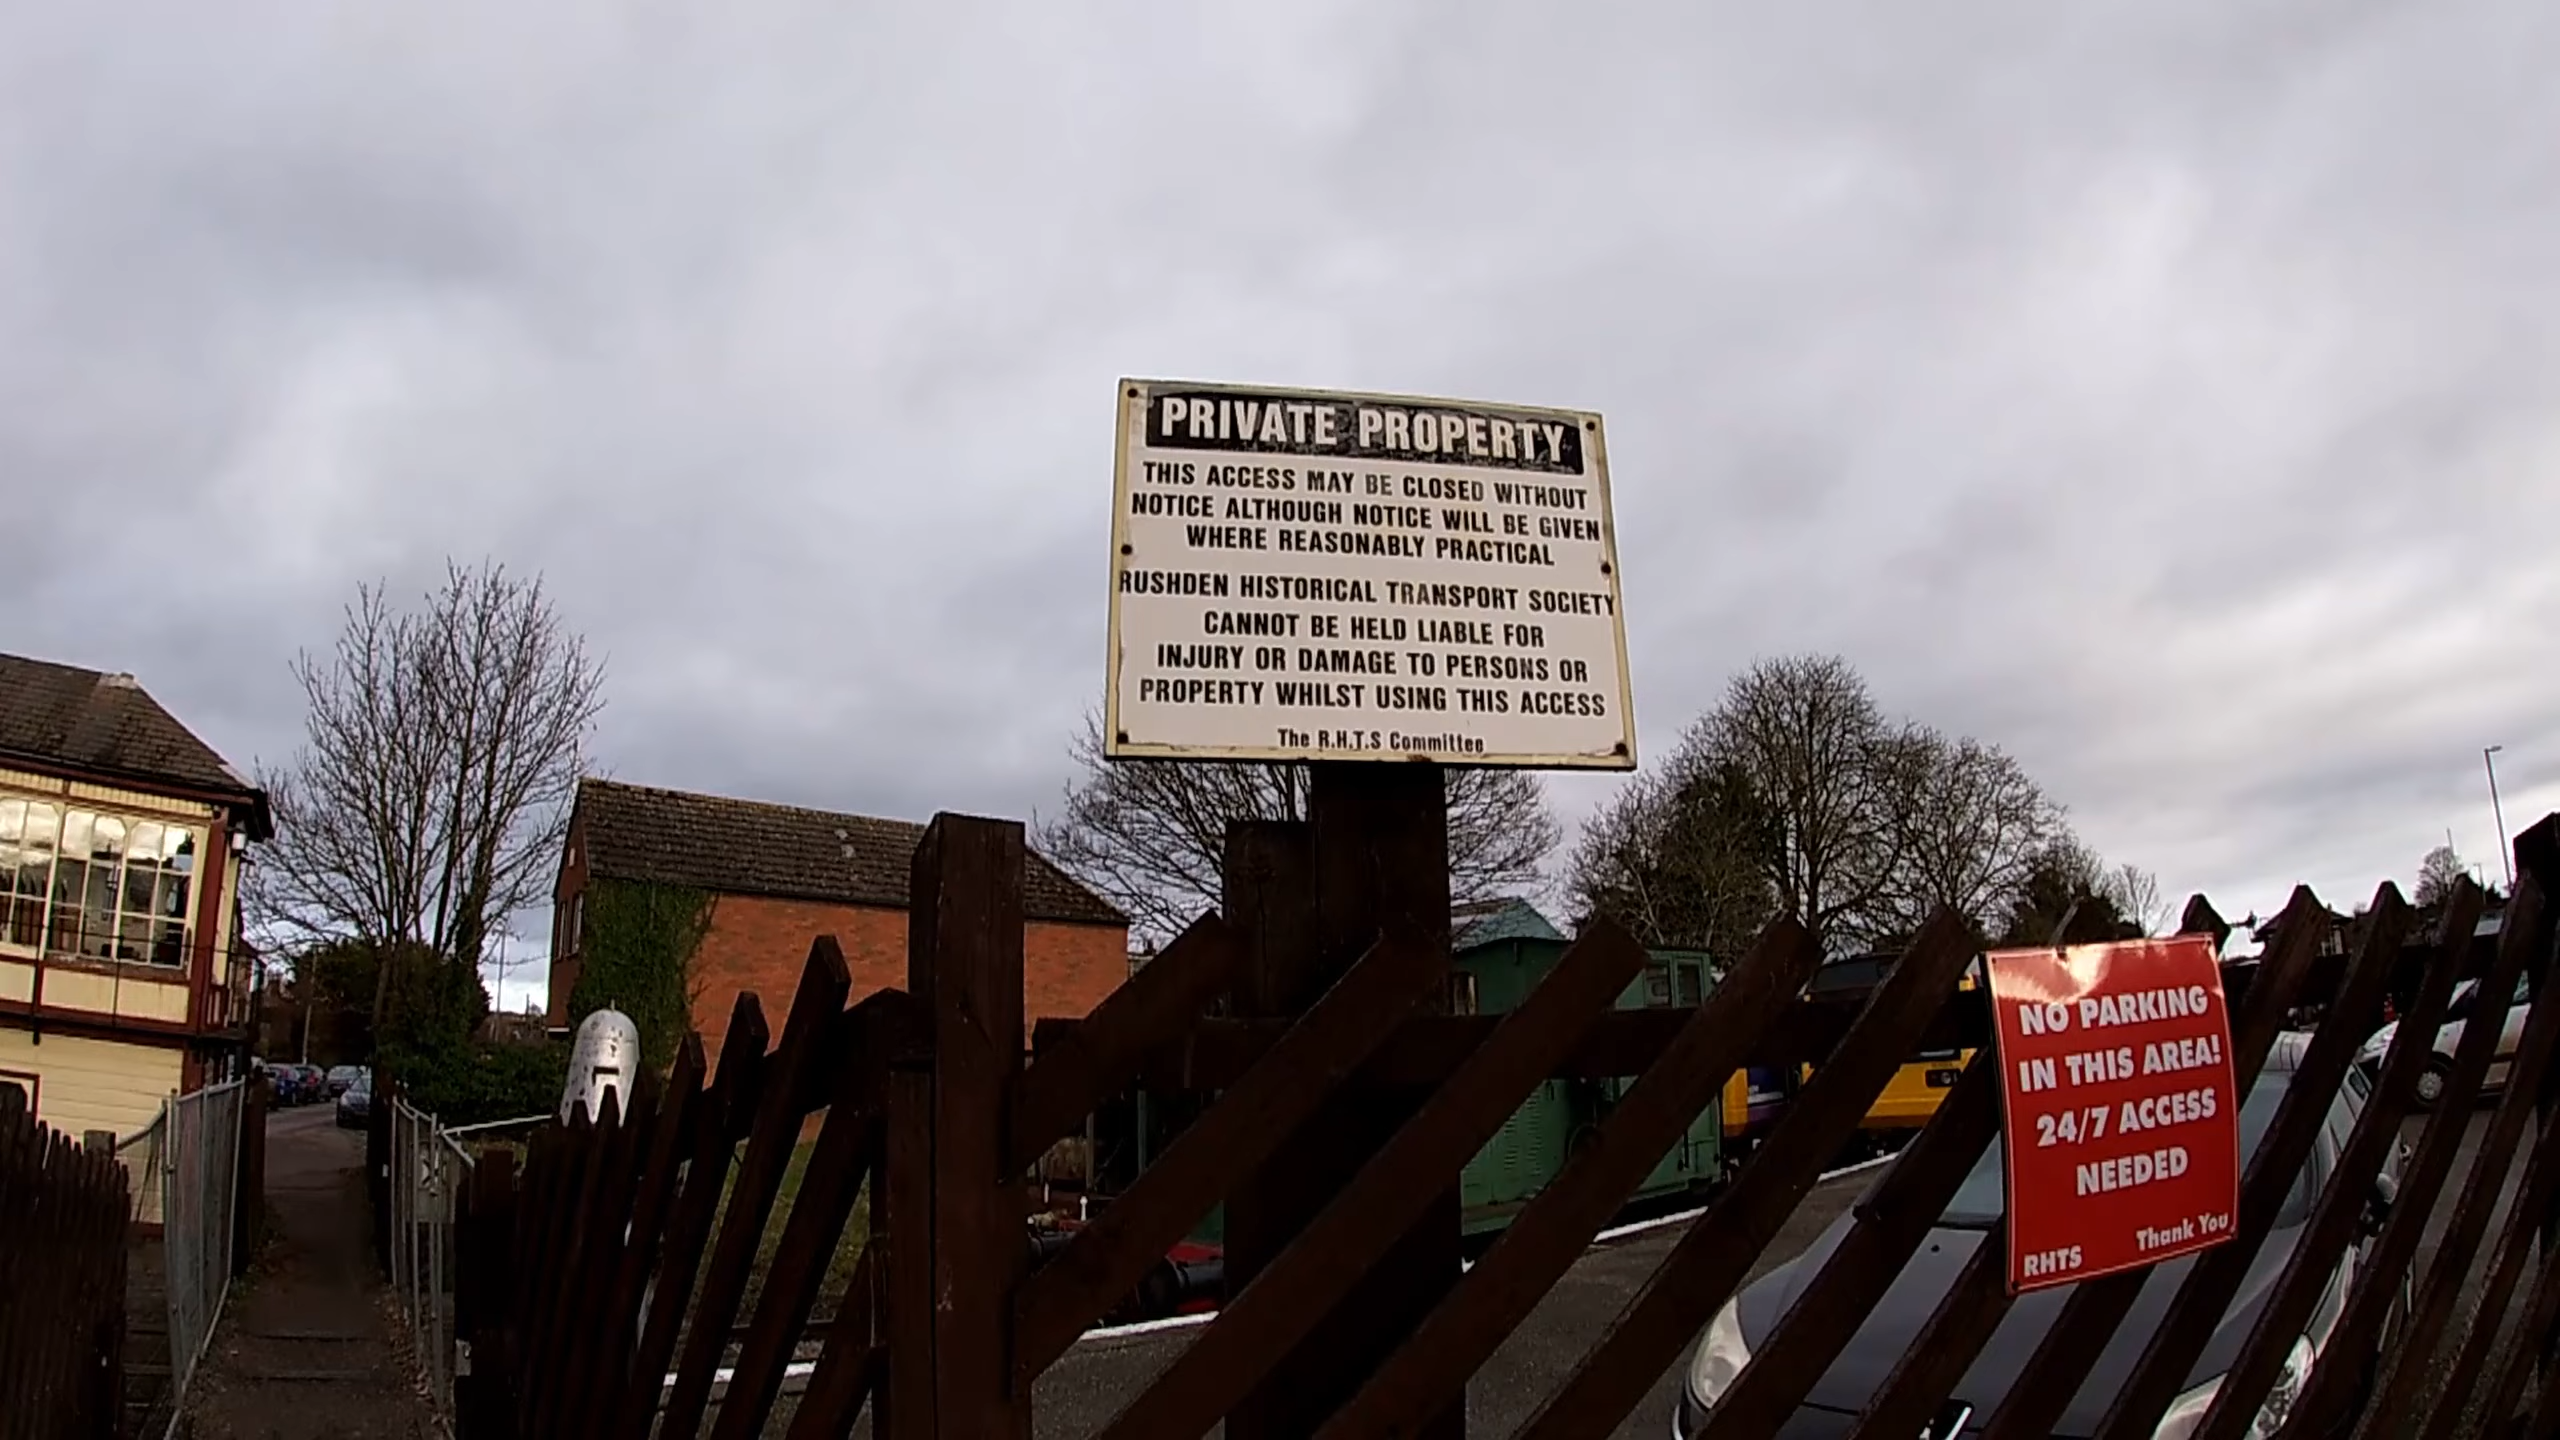 PRIVATE PROPERTY
THIS ACCESS MAY BE CLOSED WITHOUT
NOTICE ALTHOUGH NOTICE WILL BE GIVEN
WHERE REASONABLY PRACTICAL
RUSHDEN HISTORICAL TRANSPORT SOCIETY
CANNOT BE HELD LIABLE FOR
INJURY OR DAMAGE TO PERSONS OR
PROPERTY WHILST USING THIS ACCESS
The R.H.T.S Committee
NO PARKING
IN THIS AREA!
24/7 ACCESS
NEEDED
Thank You
RHTS